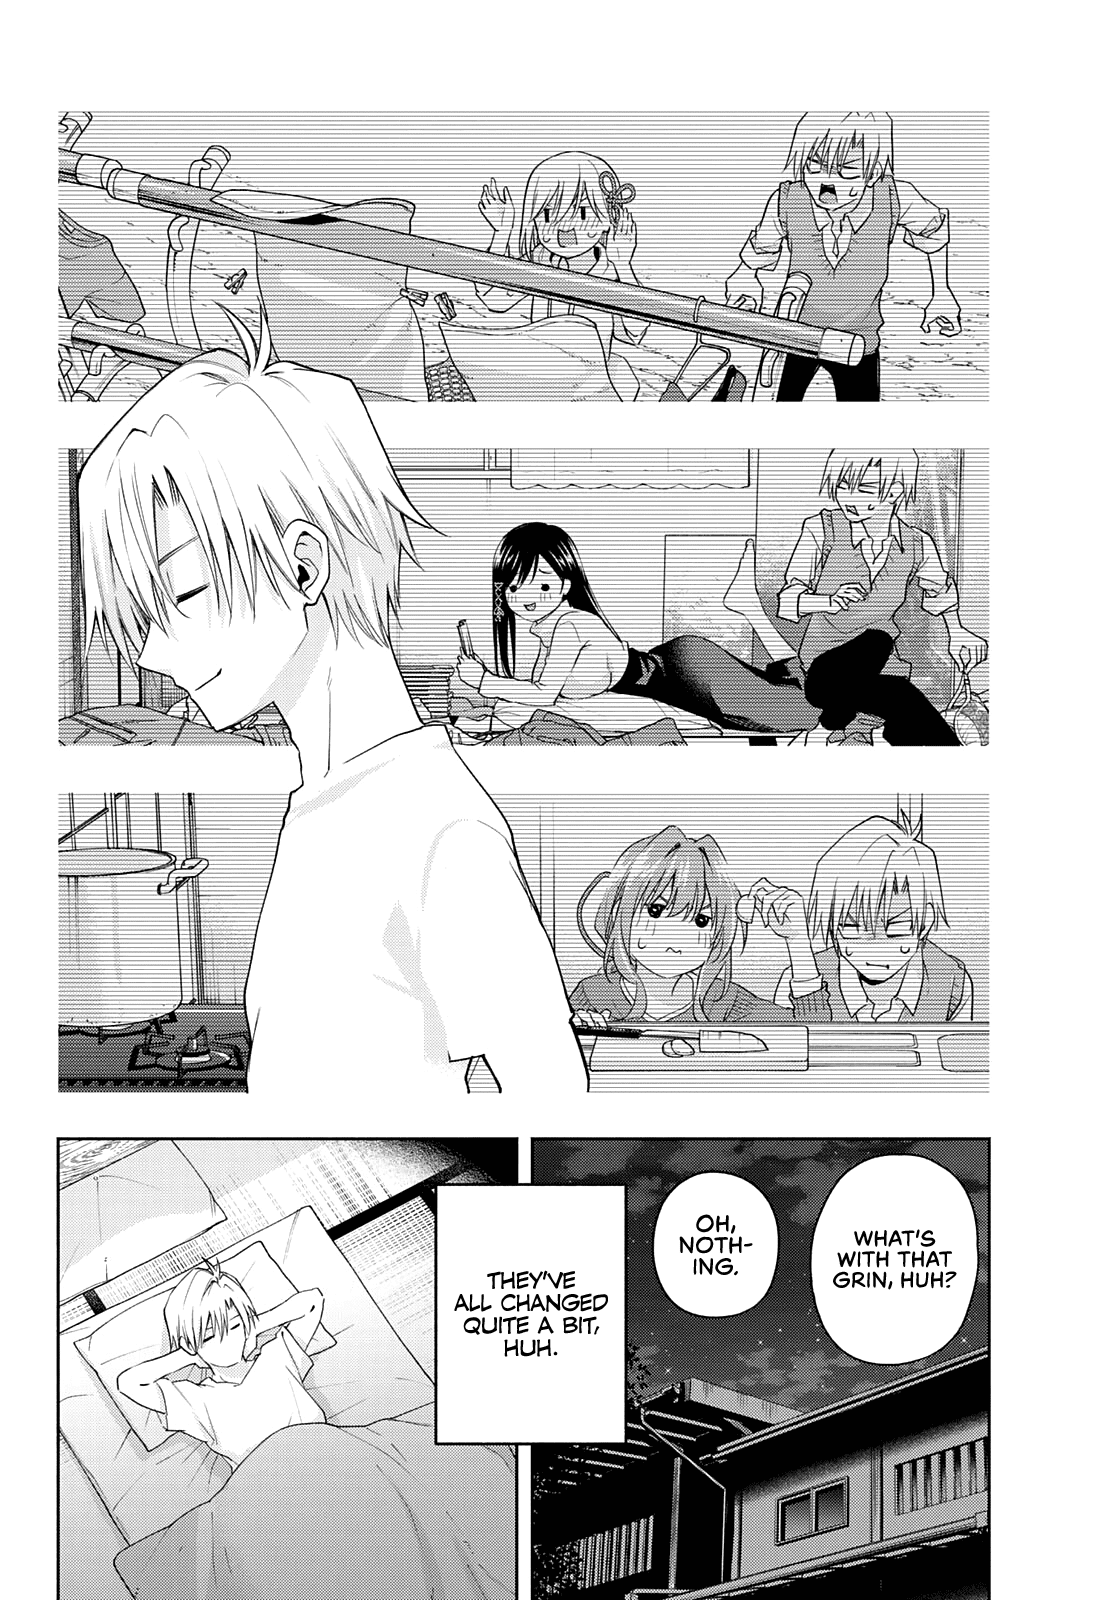 WHAT'S
WITH THAT
GRIN, HUH?
OH,
NOTH-
ING.
THEY'VE
ALL CHANGED
QUITE A BIT,
HUH.